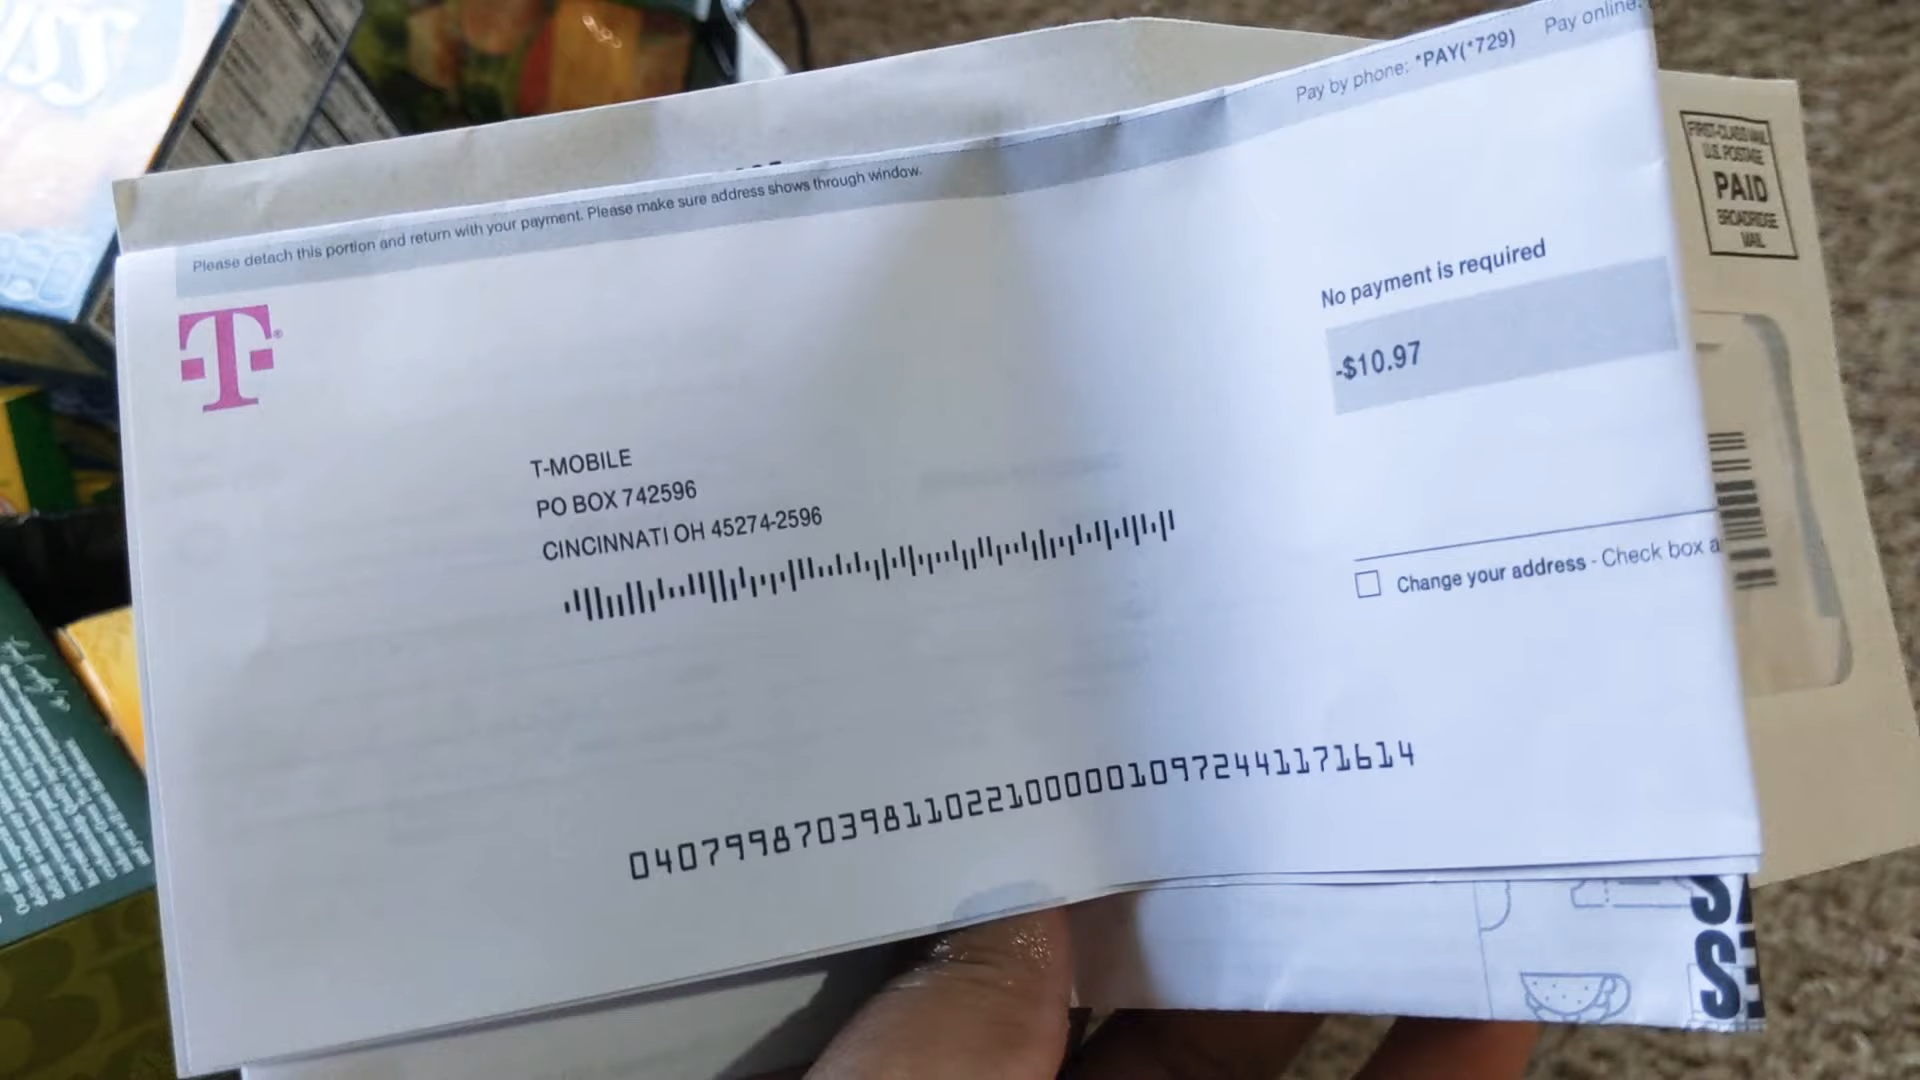 Pay by phone: *PAY(*729) Pay online:
Please detach this portion and return with your payment. Please make sure address shows through window.
FIRST-CLASS MAIL
U.S. POSTAGE
PAID
BROADRIDGE
MAIL
T
No payment is required
-$10.97
T-MOBILE
PO BOX 742596
CINCINNATI OH 45274-2596
Change your address - Check box a
0407998703981102210000010972441171614